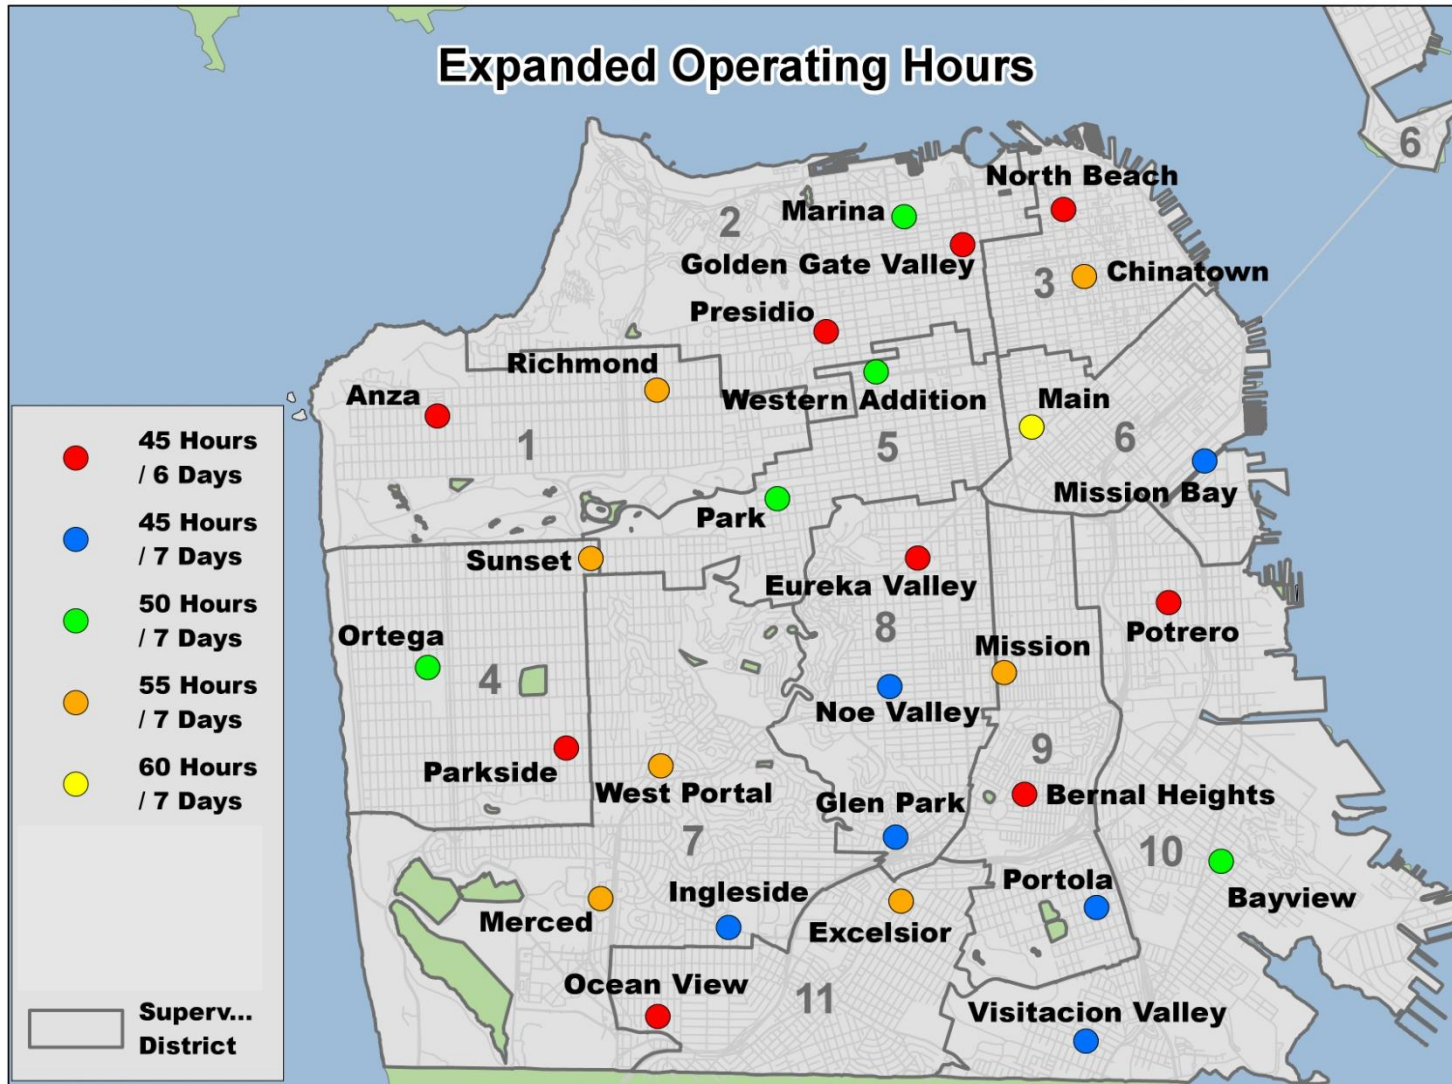 Expanded Operating Hours
6
North Beach
Marina
2
Golden Gate Valley
3
Chinatown
Presidio
Richmond
Anza
Western Addition
Main
1
5
6
Mission Bay
Park
Sunset
Eureka Valley
8
Potrero
Ortega
4
Mission
Noe Valley
9
Parkside
West Portal
Glen Park
Bernal Heights
7
10
Portola
Bayview
Ingleside
Merced
Excelsior
Ocean View
11
Visitacion Valley
45 Hours
/ 6 Days
45 Hours
/ 7 Days
50 Hours
/ 7 Days
55 Hours
/ 7 Days
60 Hours
/ 7 Days
Superv...
District